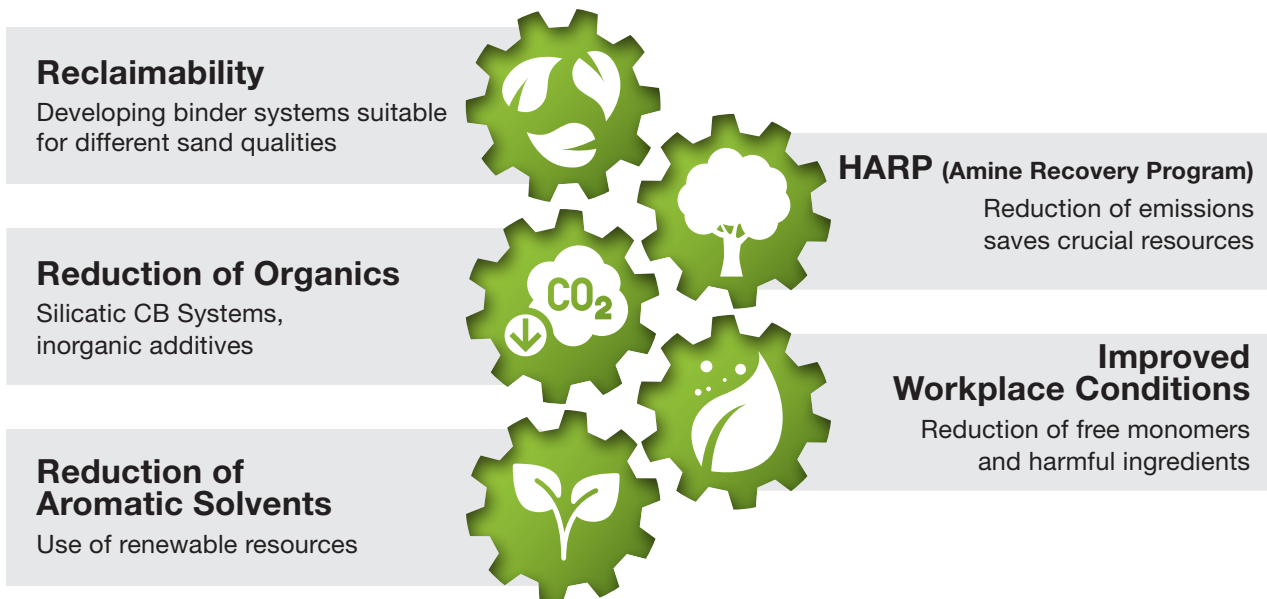 Reclaimability
Developing binder systems suitable
for different sand qualities
HARP (Amine Recovery Program)
Reduction of emissions
saves crucial resources
Reduction of Organics
Silicatic CB Systems,
inorganic additives
CO₂
Improved
Workplace Conditions
Reduction of free monomers
and harmful ingredients
Reduction of
Aromatic Solvents
Use of renewable resources